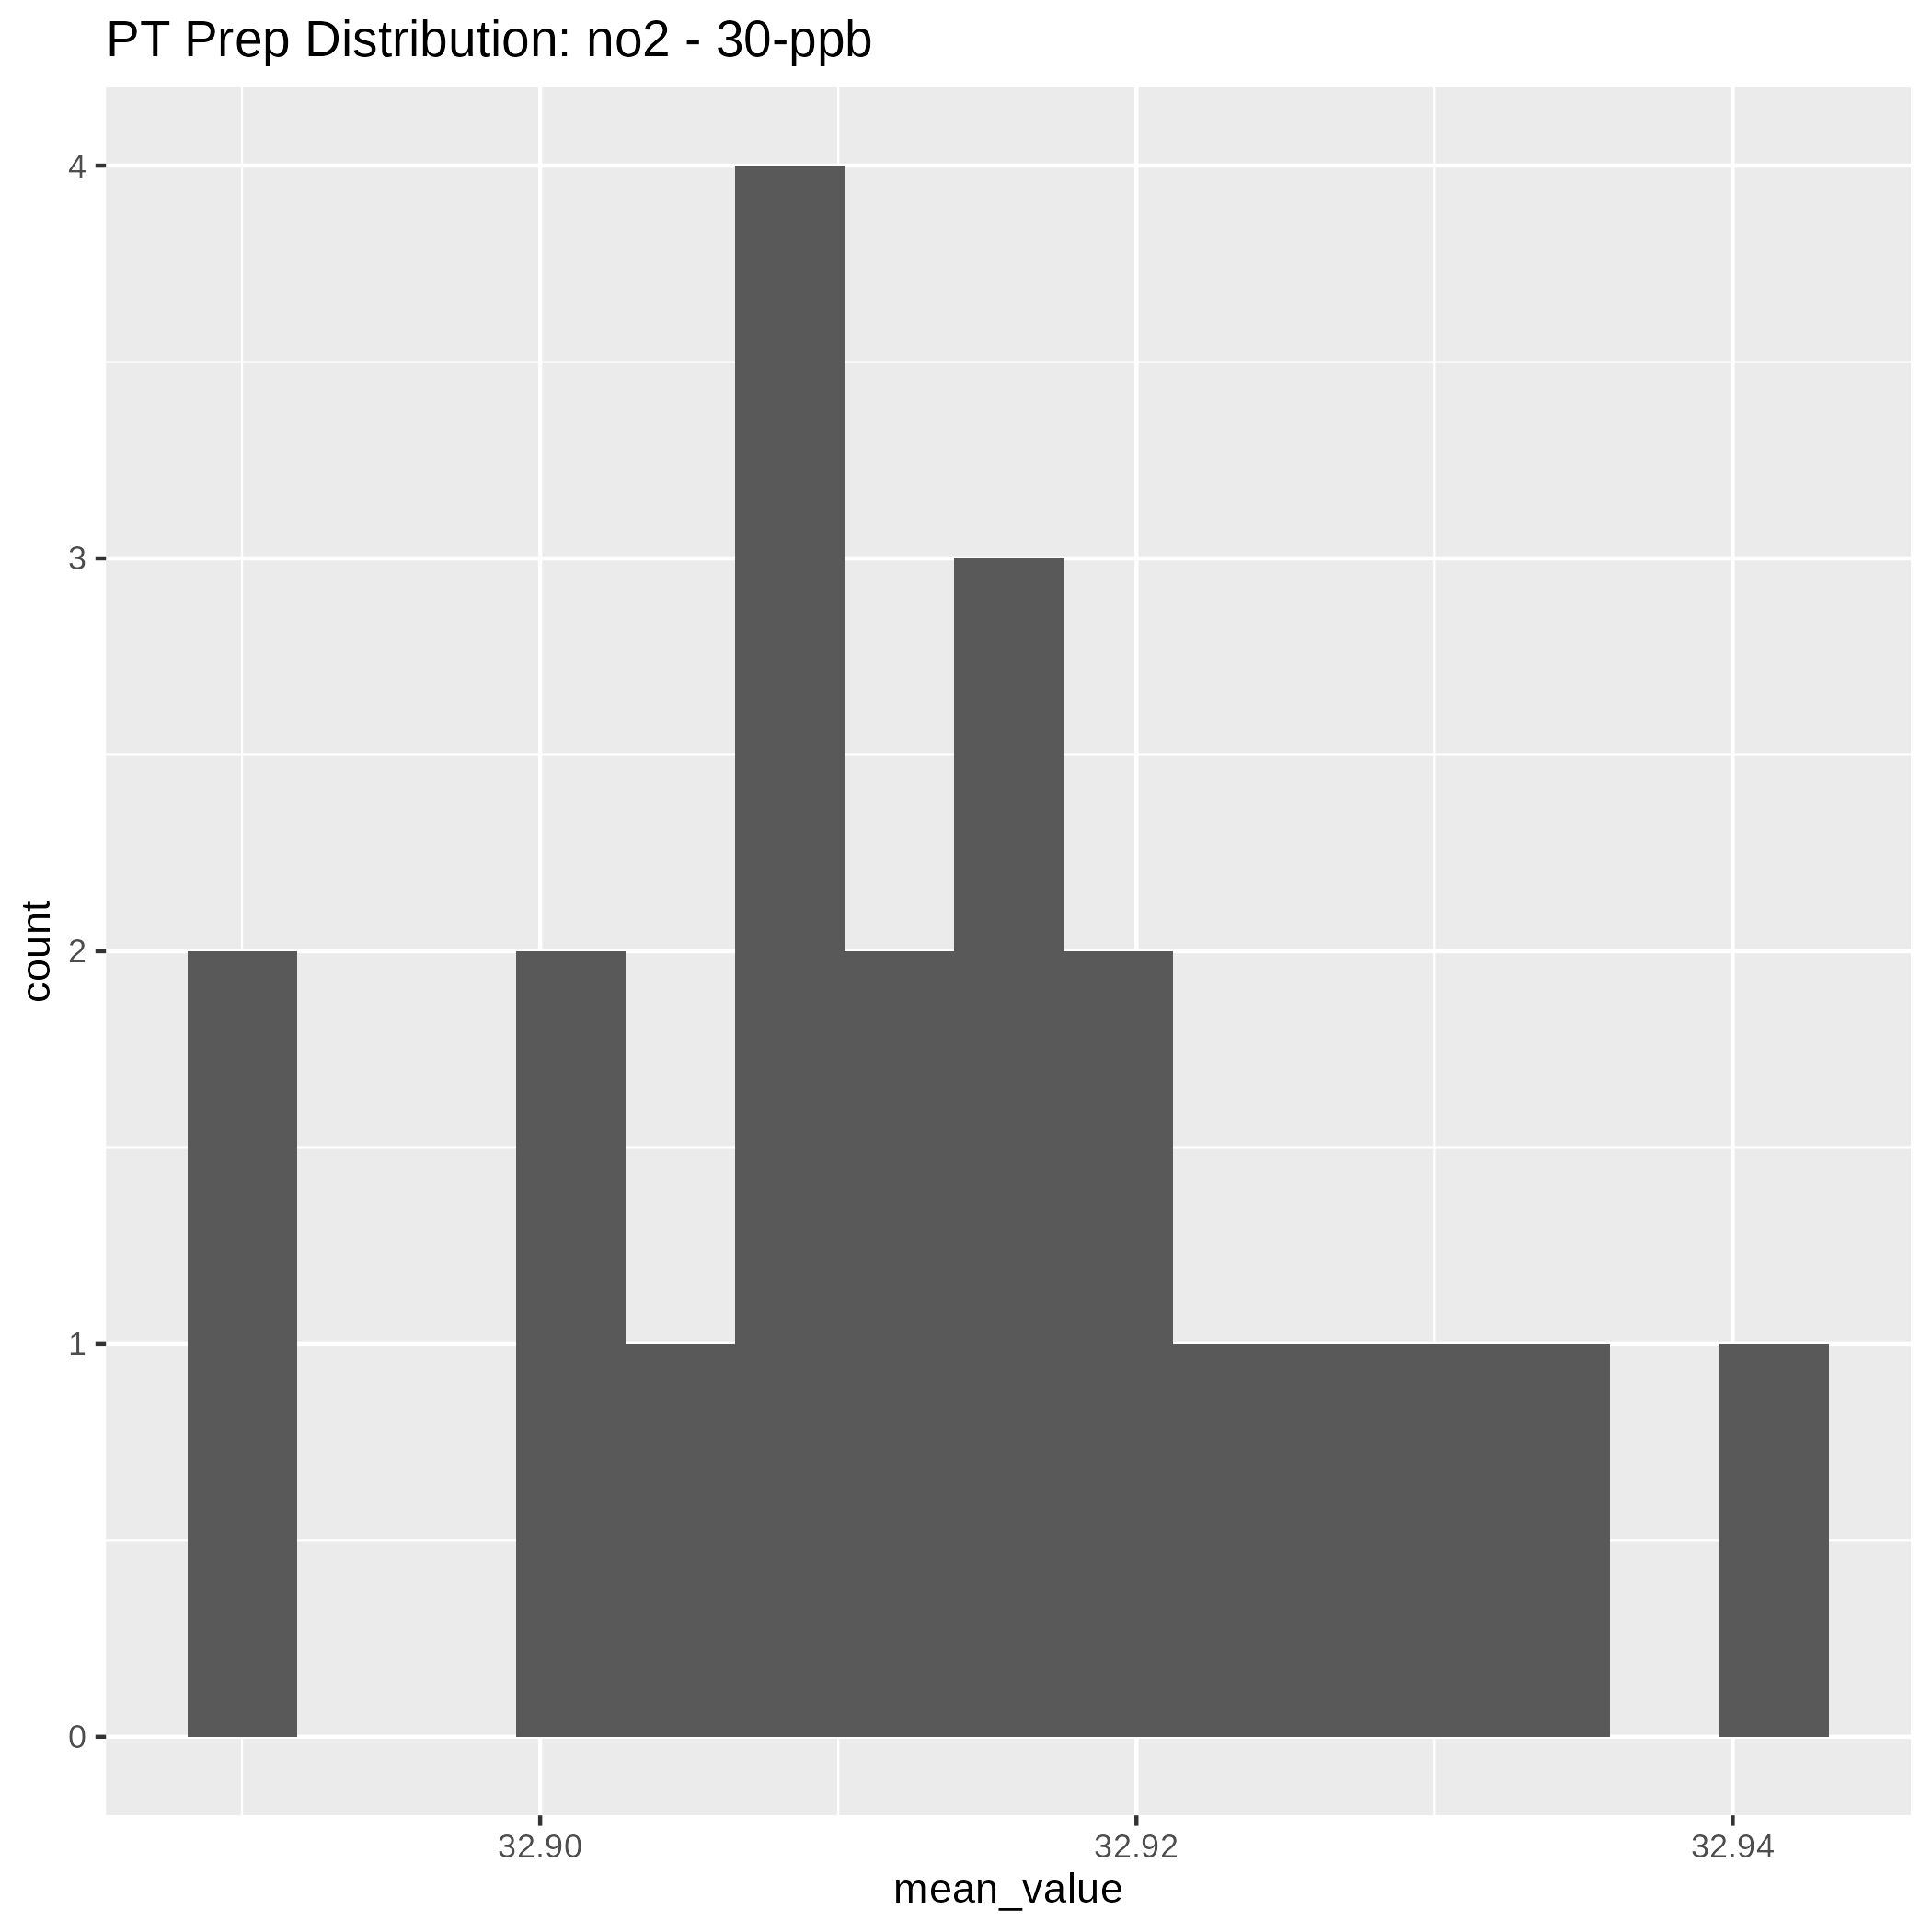 PT Prep Distribution: no2 - 30-ppb
4
3
2
1
0
count
32.90
32.92
32.94
mean_value